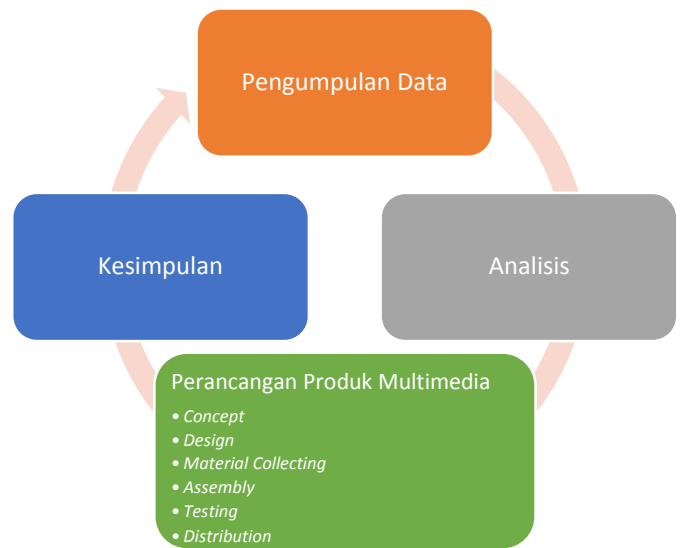 Pengumpulan Data
Analisis
Perancangan Produk Multimedia
• Concept
• Design
• Material Collecting
• Assembly
• Testing
• Distribution
Kesimpulan